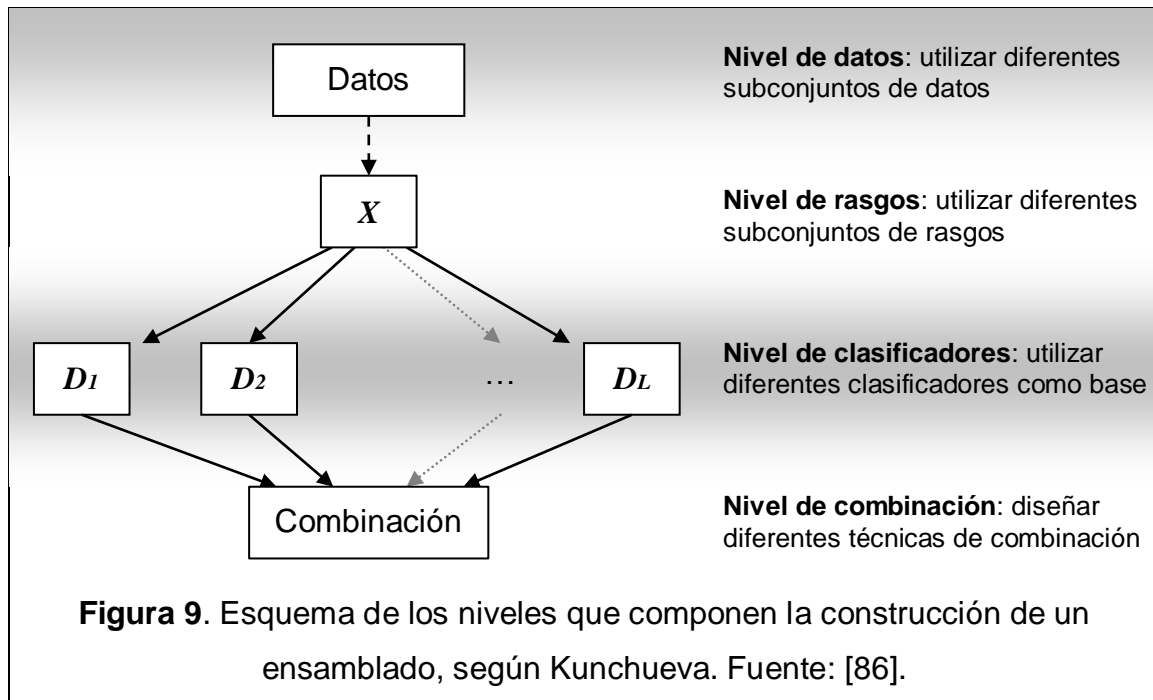 Datos
Nivel de datos: utilizar diferentes
subconjuntos de datos
X
Nivel de rasgos: utilizar diferentes
subconjuntos de rasgos
D1 D2 ... DL
Nivel de clasificadores: utilizar
diferentes clasificadores como base
Combinación
Nivel de combinación: diseñar
diferentes técnicas de combinación
Figura 9. Esquema de los niveles que componen la construcción de un
ensamblado, según Kunchueva. Fuente: [86].